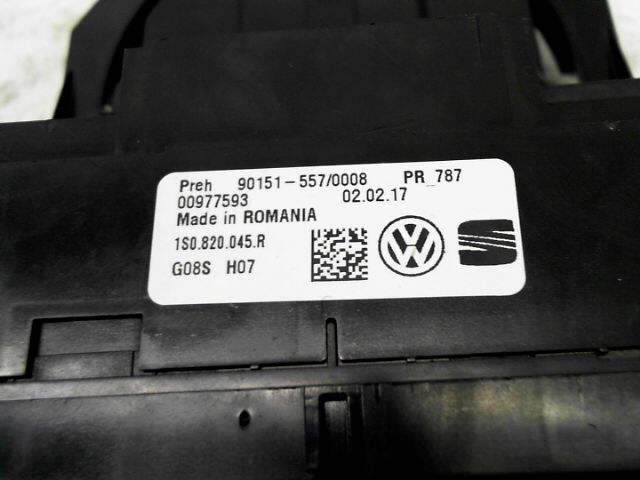 Preh 90151-557/0008 PR_787
00977593 02.02.17
Made in ROMANIA
1S0.820.045.R
G08S H07